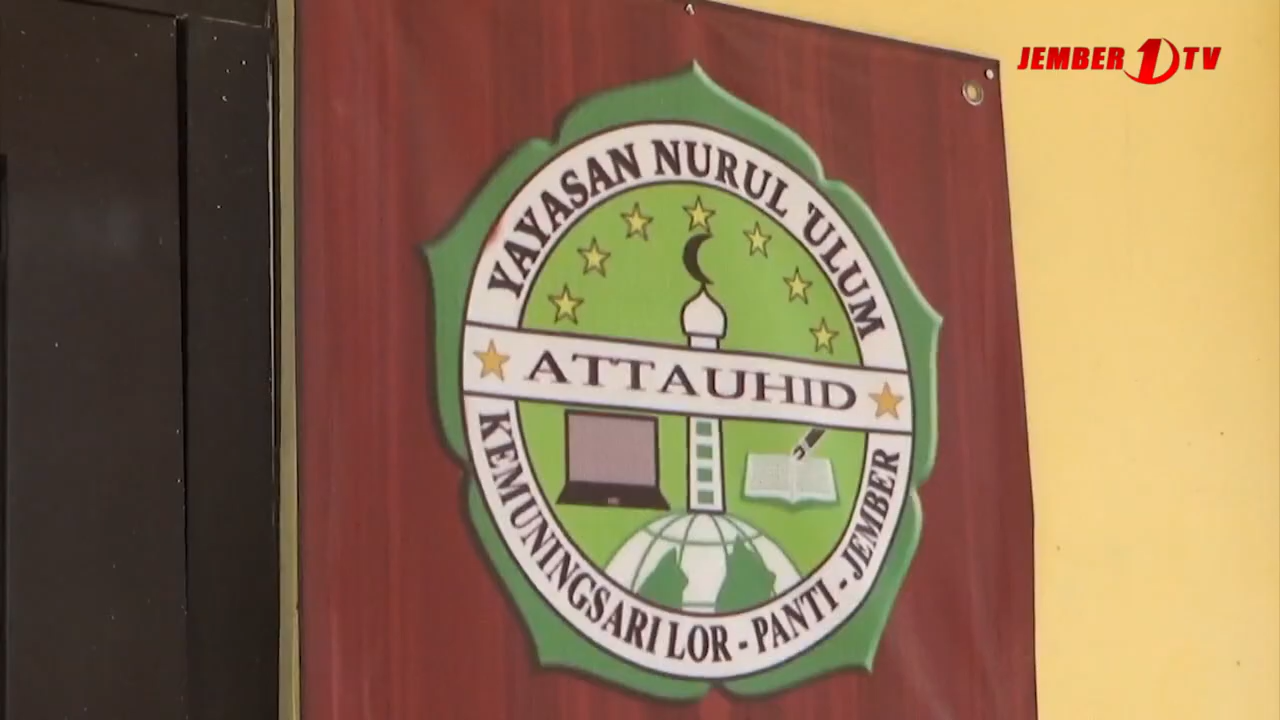 JEMBER 1 TV
YAYASAN NURUL 'ULUM
ATTAUHID
KEMUNINGSARI LOR - PANTI - JEMBER